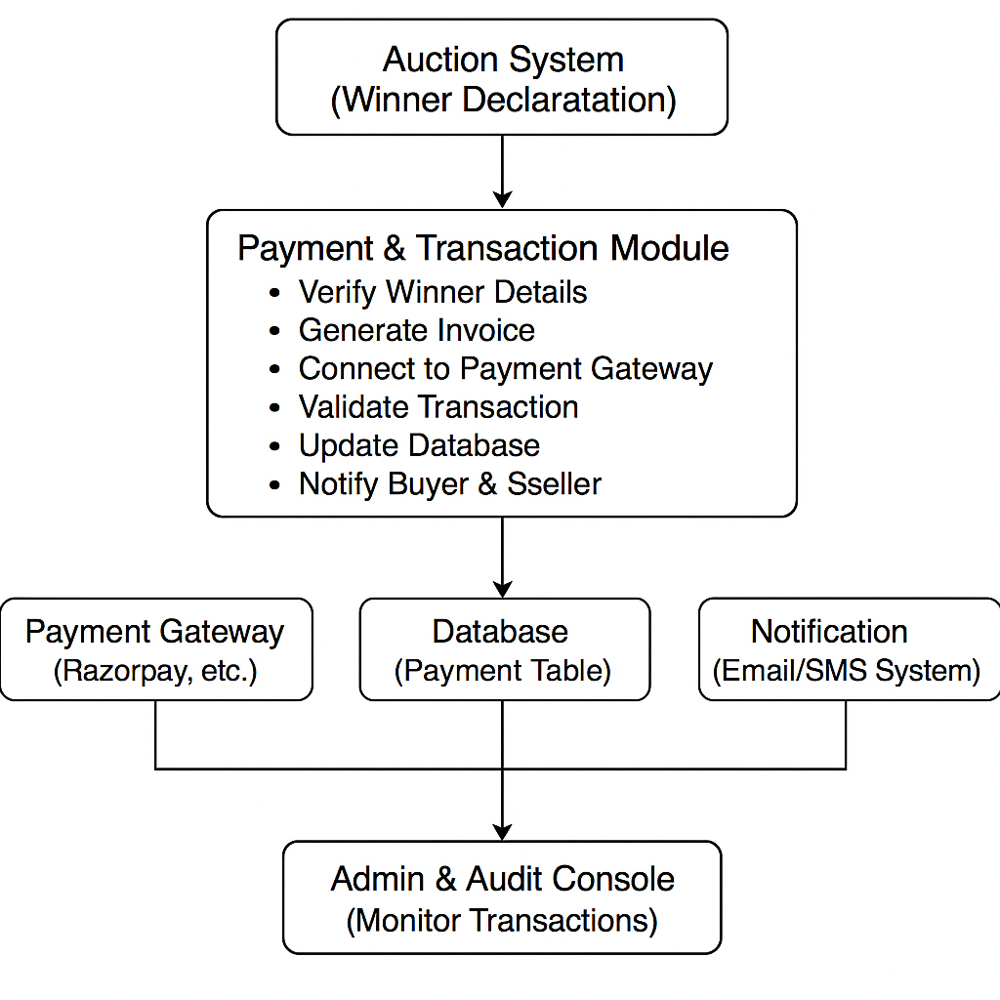 Auction System
(Winner Declaratation)
Payment & Transaction Module
• Verify Winner Details
• Generate Invoice
• Connect to Payment Gateway
• Validate Transaction
• Update Database
• Notify Buyer & Sseller
Payment Gateway
(Razorpay, etc.)
Database
(Payment Table)
Notification
(Email/SMS System)
Admin & Audit Console
(Monitor Transactions)